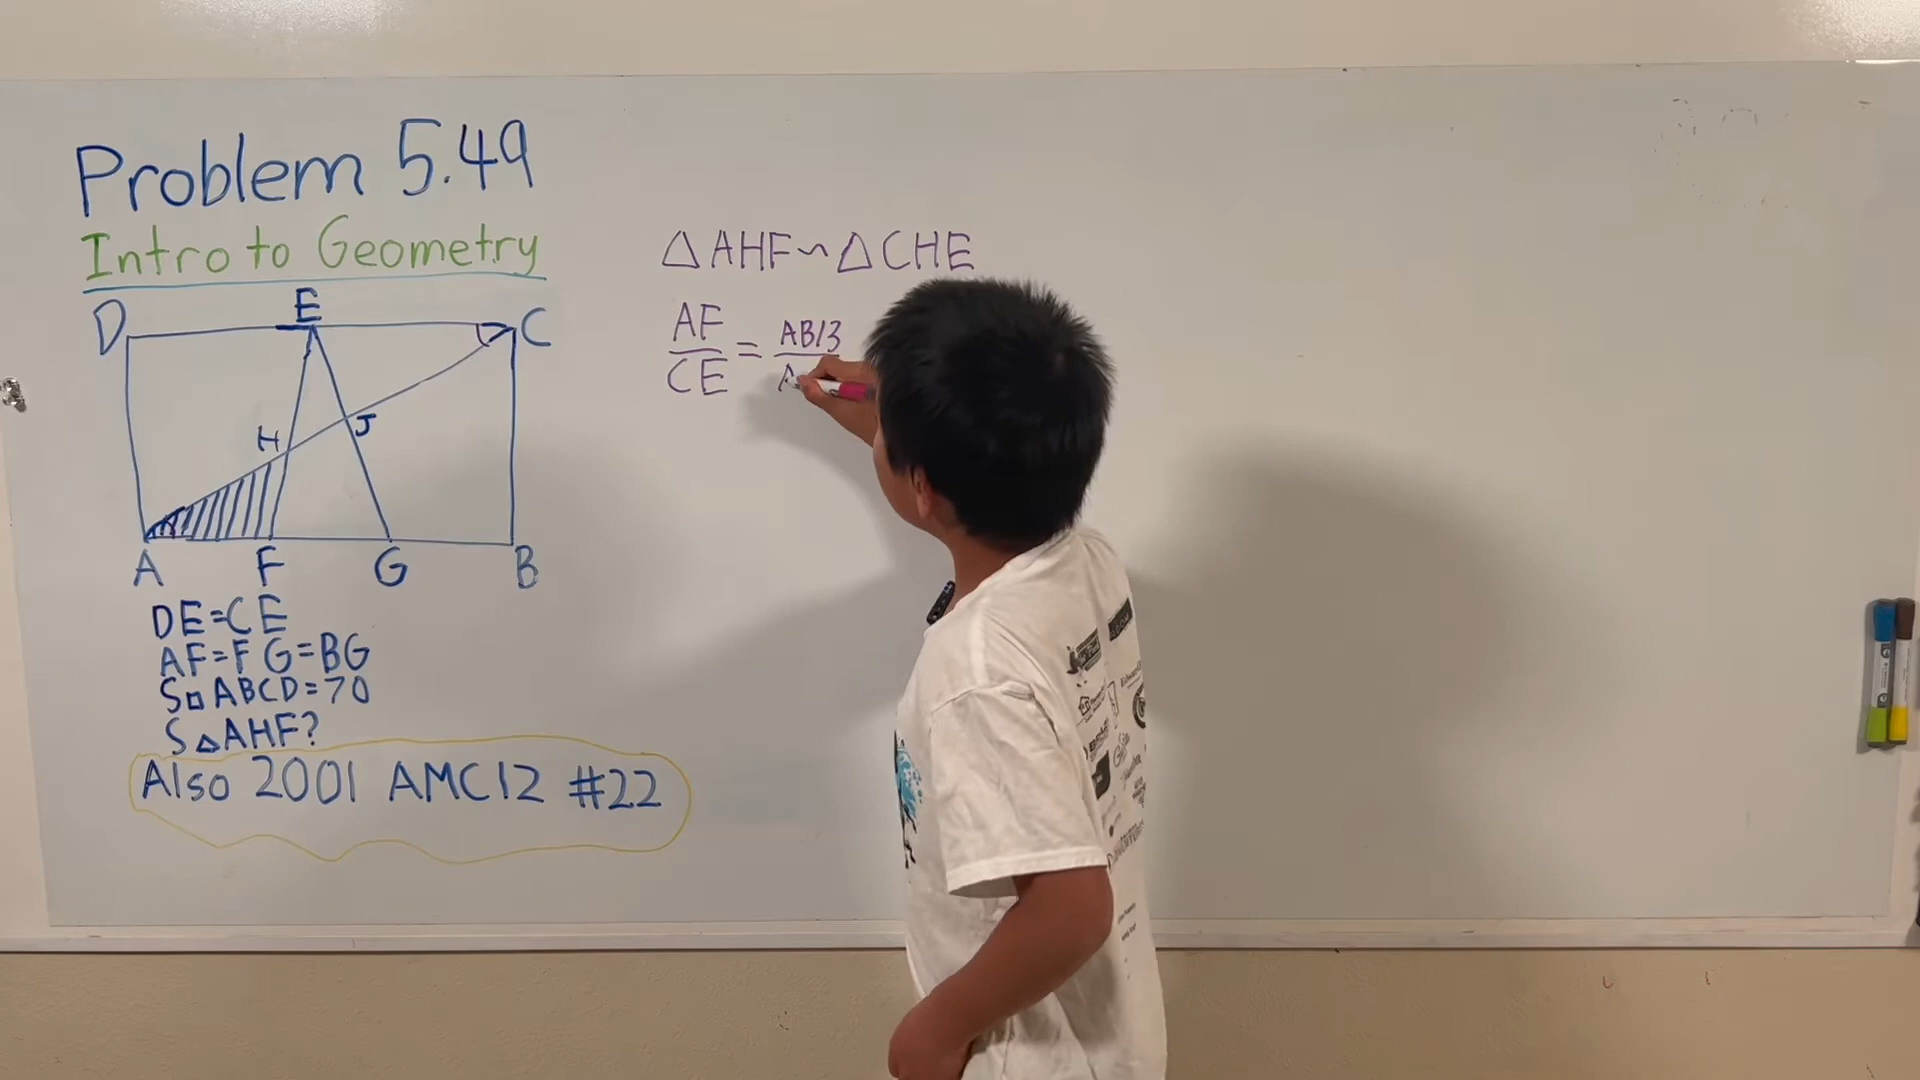 Problem 5.49
Intro to Geometry
D E C
H J
A F G B
DE=CE
AF=FG=BG
S□ABCD=70
S△AHF?
Also 2001 AMC12 #22
△AHF~△CHE
AF/CE = AB/3